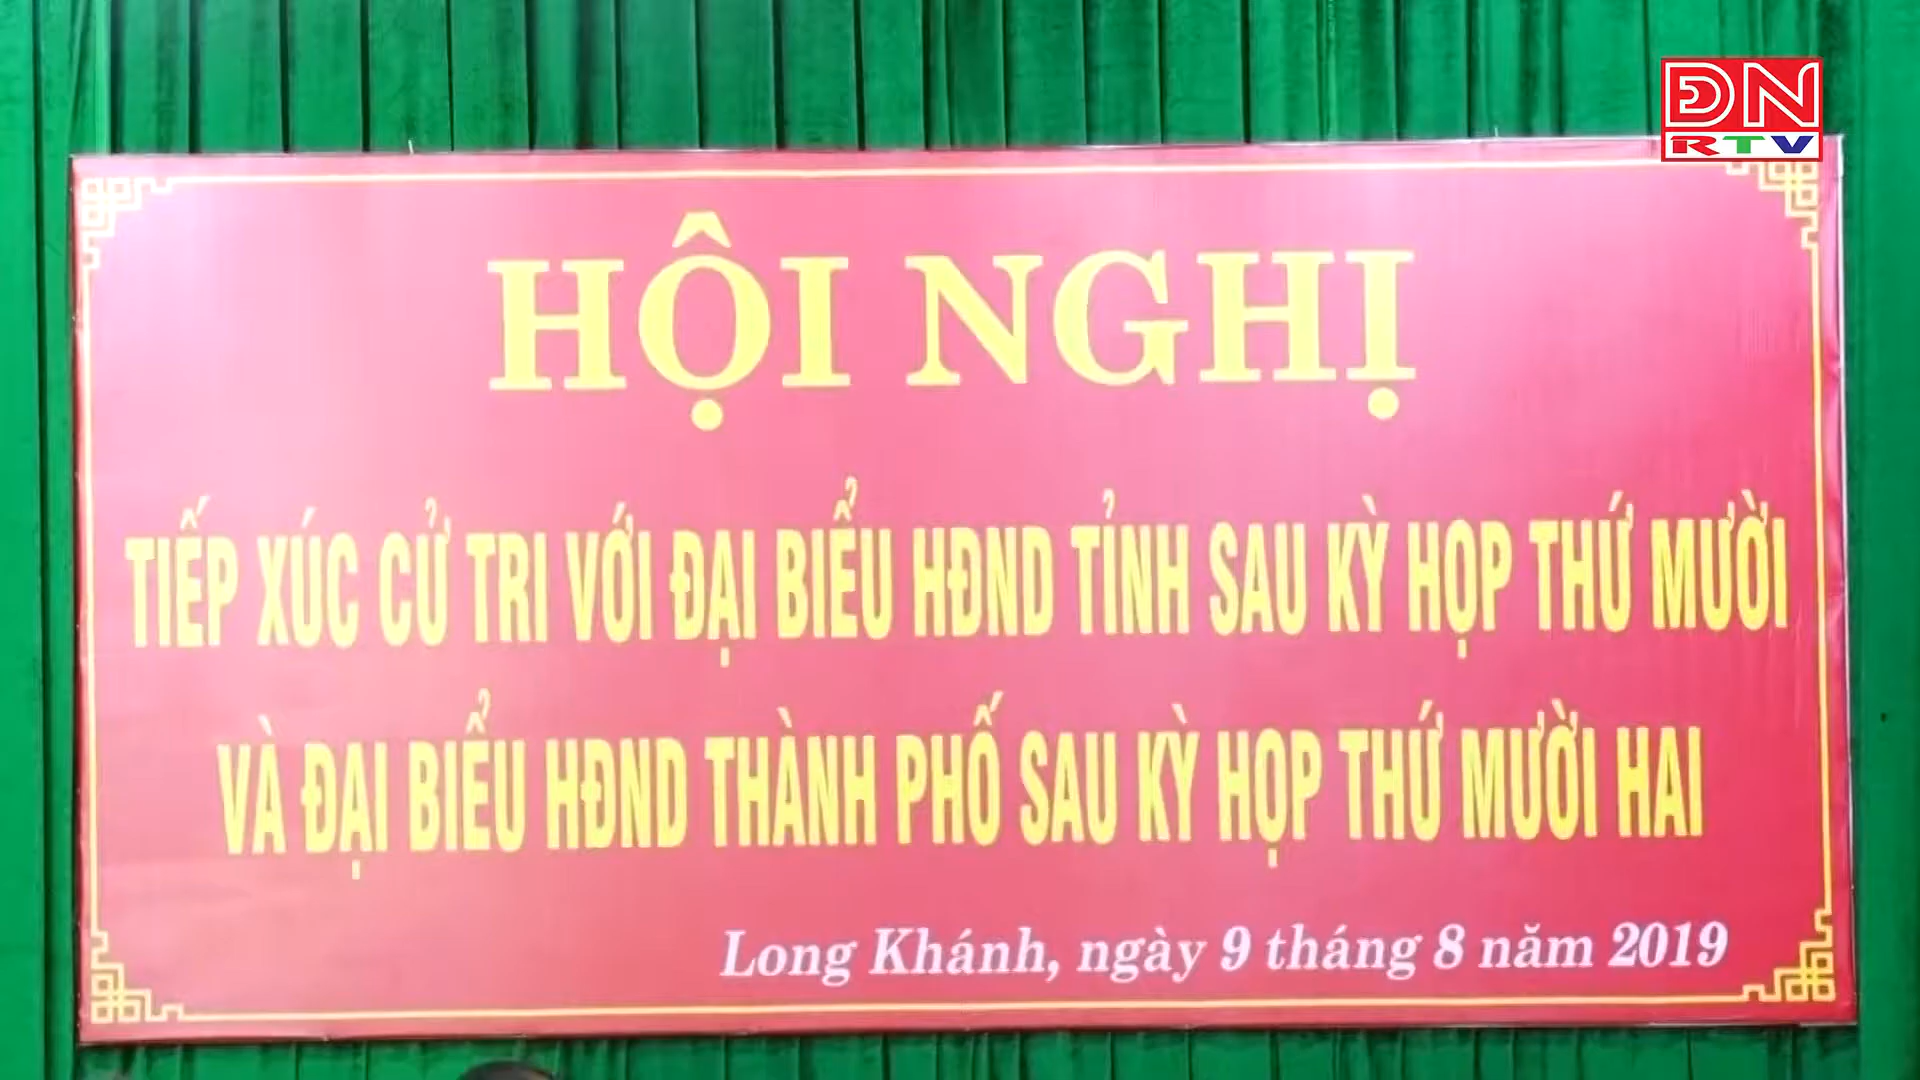 ĐN
RTV
HỘI NGHỊ
TIẾP XÚC CỬ TRI VỚI ĐẠI BIỂU HĐND TỈNH SAU KỲ HỌP THỨ MƯỜI
VÀ ĐẠI BIỂU HĐND THÀNH PHỐ SAU KỲ HỌP THỨ MƯỜI HAI
Long Khánh, ngày 9 tháng 8 năm 2019